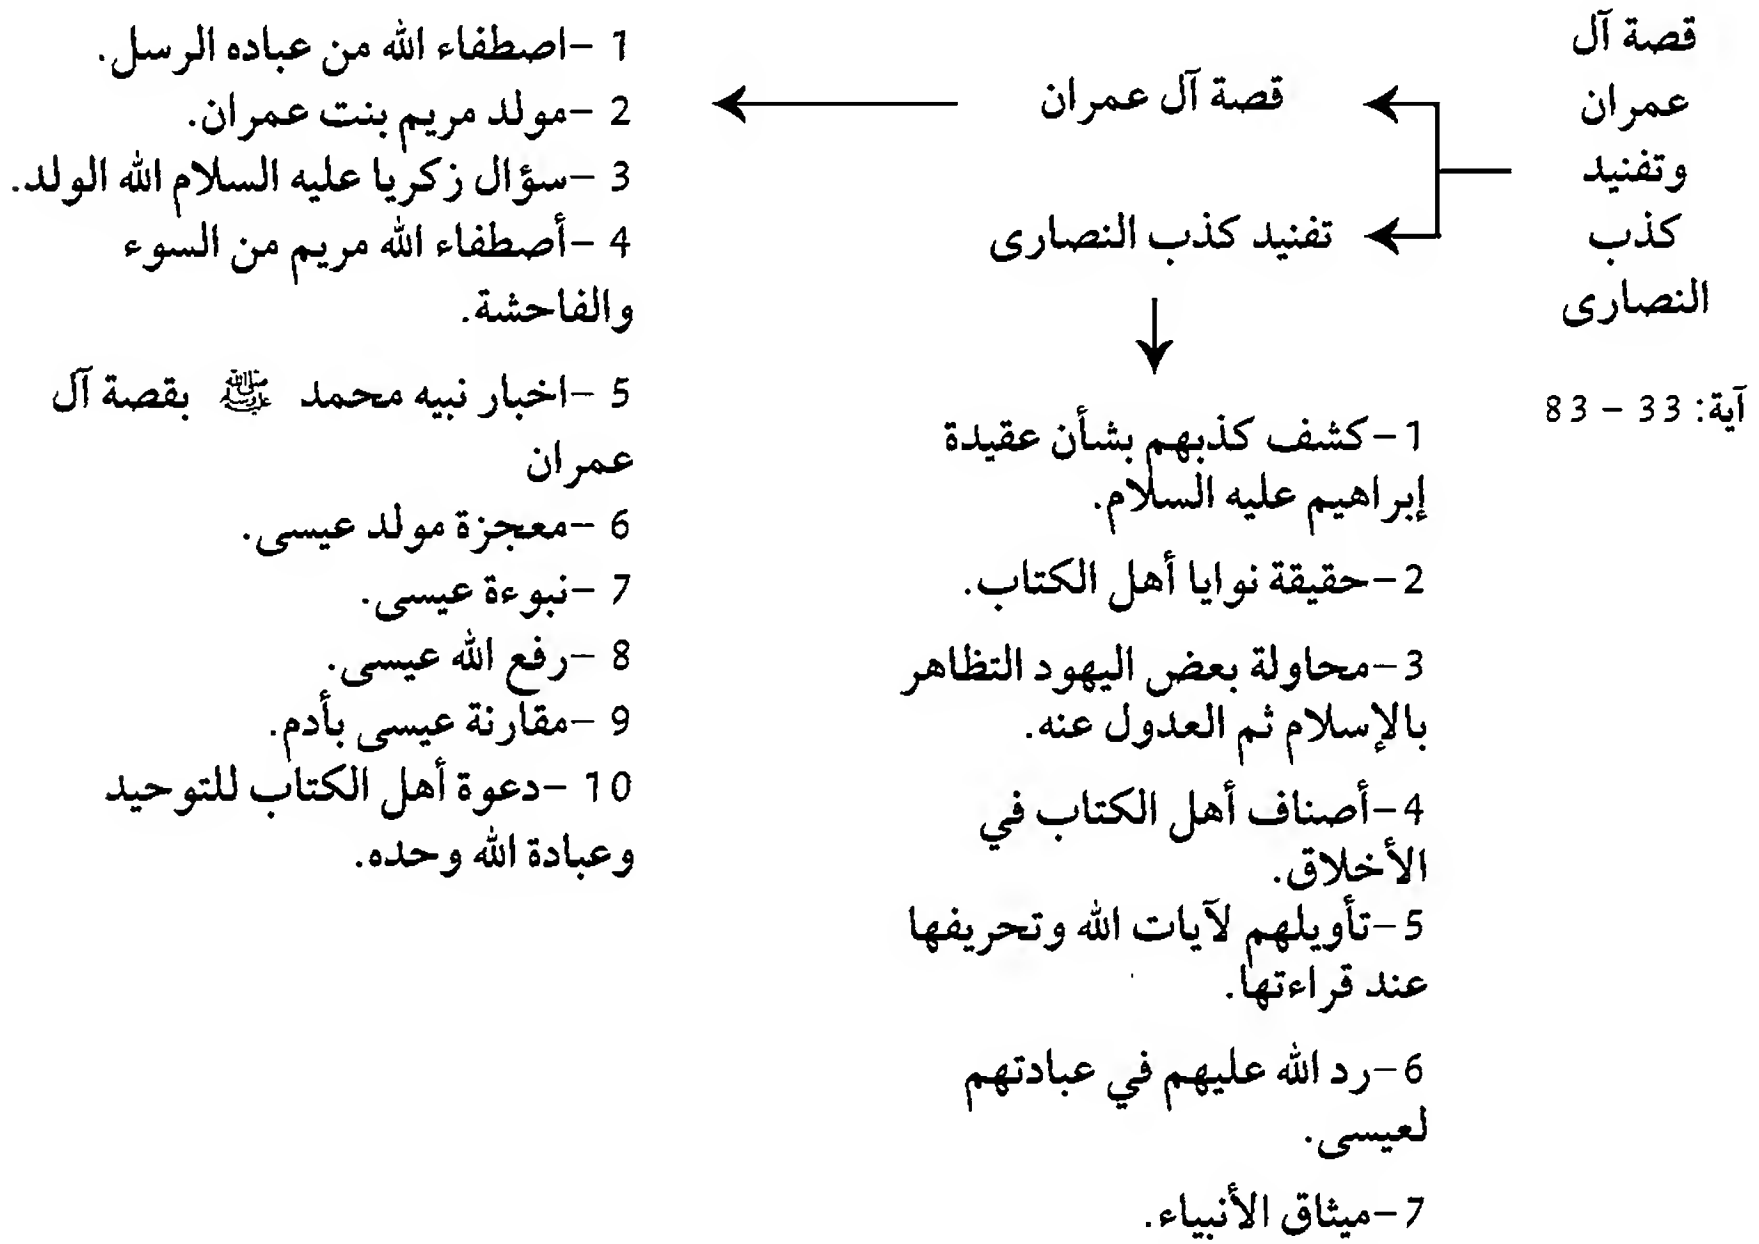 قصة آل
عمران
وتفنيد
كذب
النصارى
آية: 33 – 83
قصة آل عمران
تفنيد كذب النصارى
1 –اصطفاء الله من عباده الرسل.
2 –مولد مريم بنت عمران.
3 –سؤال زكريا عليه السلام الله الولد.
4 –أصطفاء الله مريم من السوء
والفاحشة.
5 –اخبار نبيه محمد ﷺ بقصة آل
عمران
6 –معجزة مولد عيسى.
7 –نبوءة عيسى.
8 –رفع الله عيسى.
9 –مقارنة عيسى بأدم.
10 –دعوة أهل الكتاب للتوحيد
وعبادة الله وحده.
1–كشف كذبهم بشأن عقيدة
إبراهيم عليه السلام.
2–حقيقة نوايا أهل الكتاب.
3–محاولة بعض اليهود التظاهر
بالإسلام ثم العدول عنه.
4–أصناف أهل الكتاب في
الأخلاق.
5–تأويلهم لآيات الله وتحريفها
عند قراءتها.
6–رد الله عليهم في عبادتهم
لعيسى.
7–ميثاق الأنبياء.